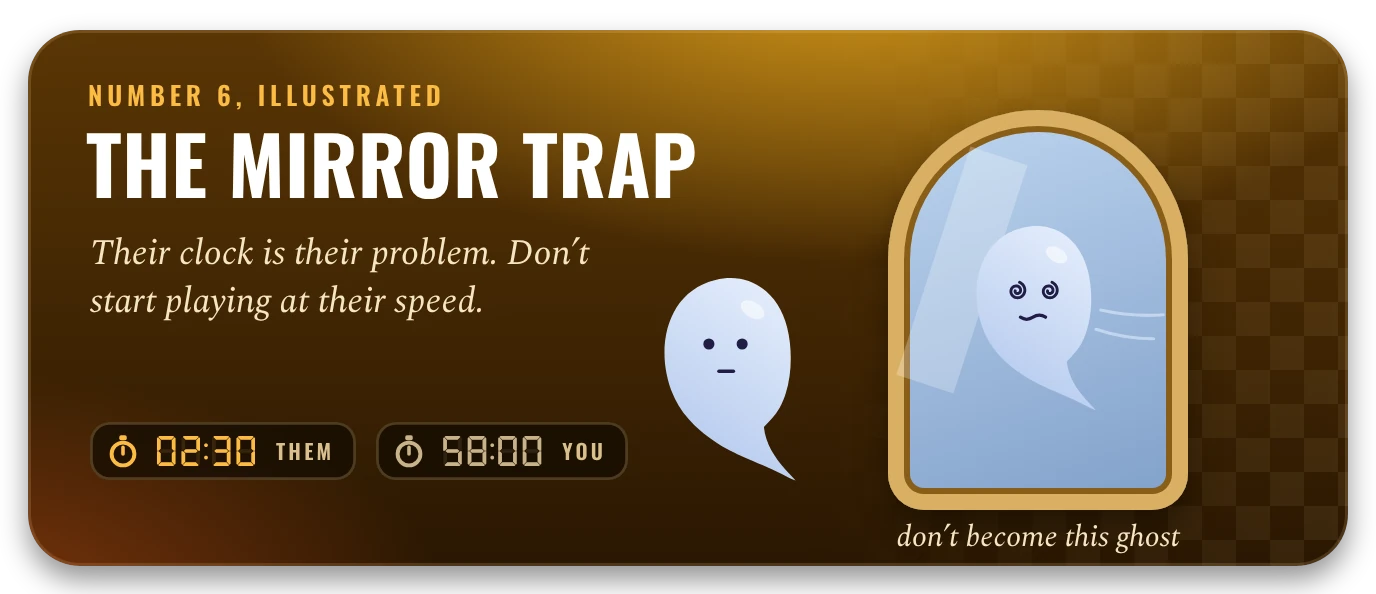 NUMBER 6, ILLUSTRATED
THE MIRROR TRAP
Their clock is their problem. Don’t
start playing at their speed.
02:30 THEM
58:00 YOU
don’t become this ghost